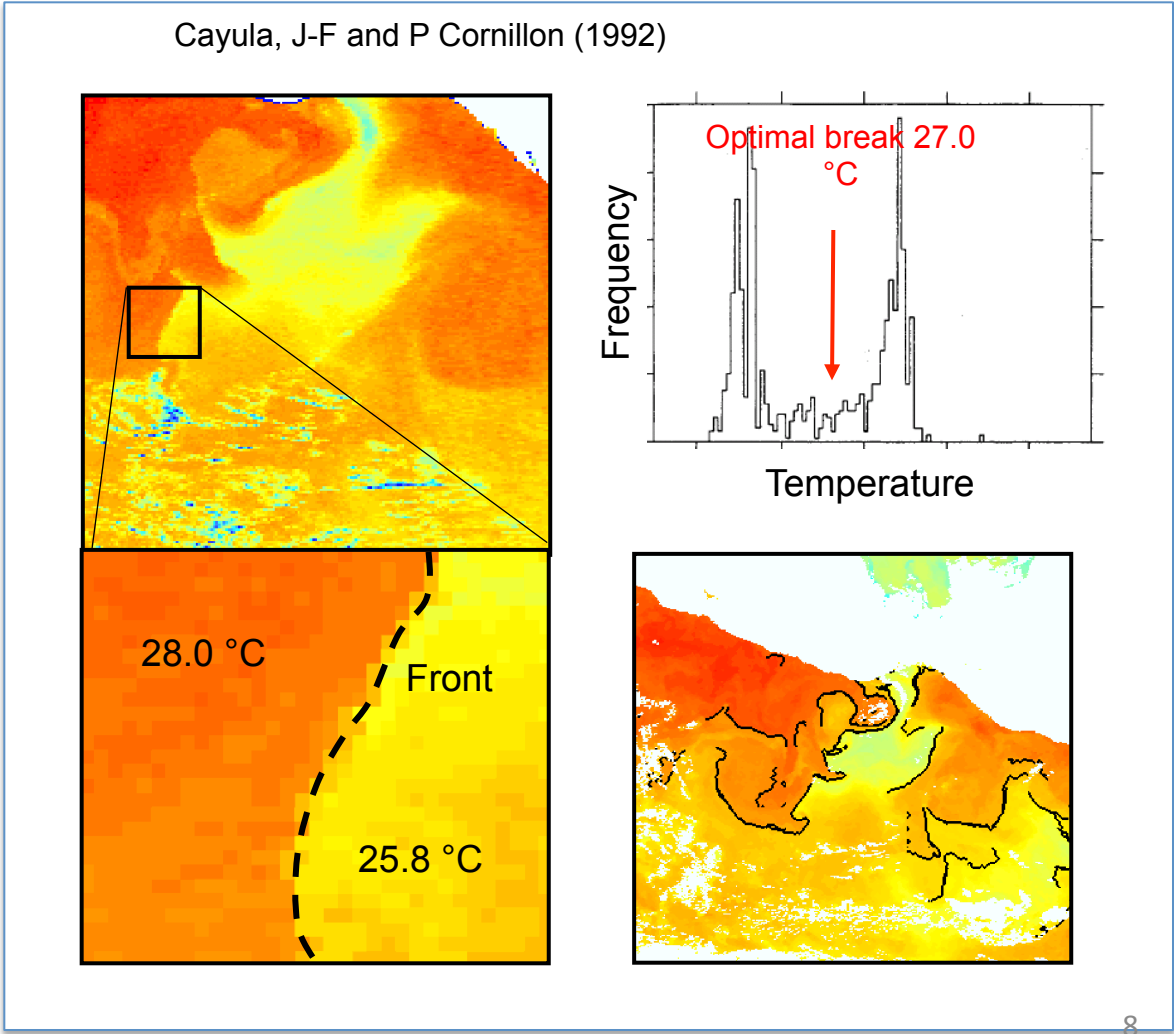 Cayula, J-F and P Cornillon (1992)
Optimal break 27.0
°C
Frequency
Temperature
28.0 °C
Front
25.8 °C
8